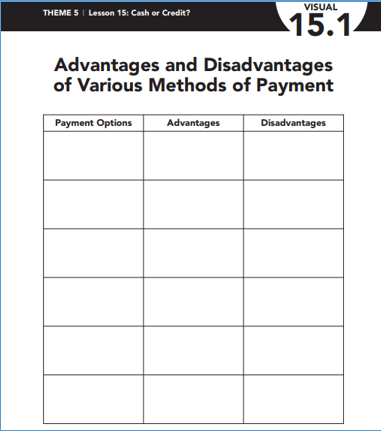 THEME 5 | Lesson 15: Cash or Credit?
VISUAL
15.1
Advantages and Disadvantages
of Various Methods of Payment
Payment Options Advantages Disadvantages